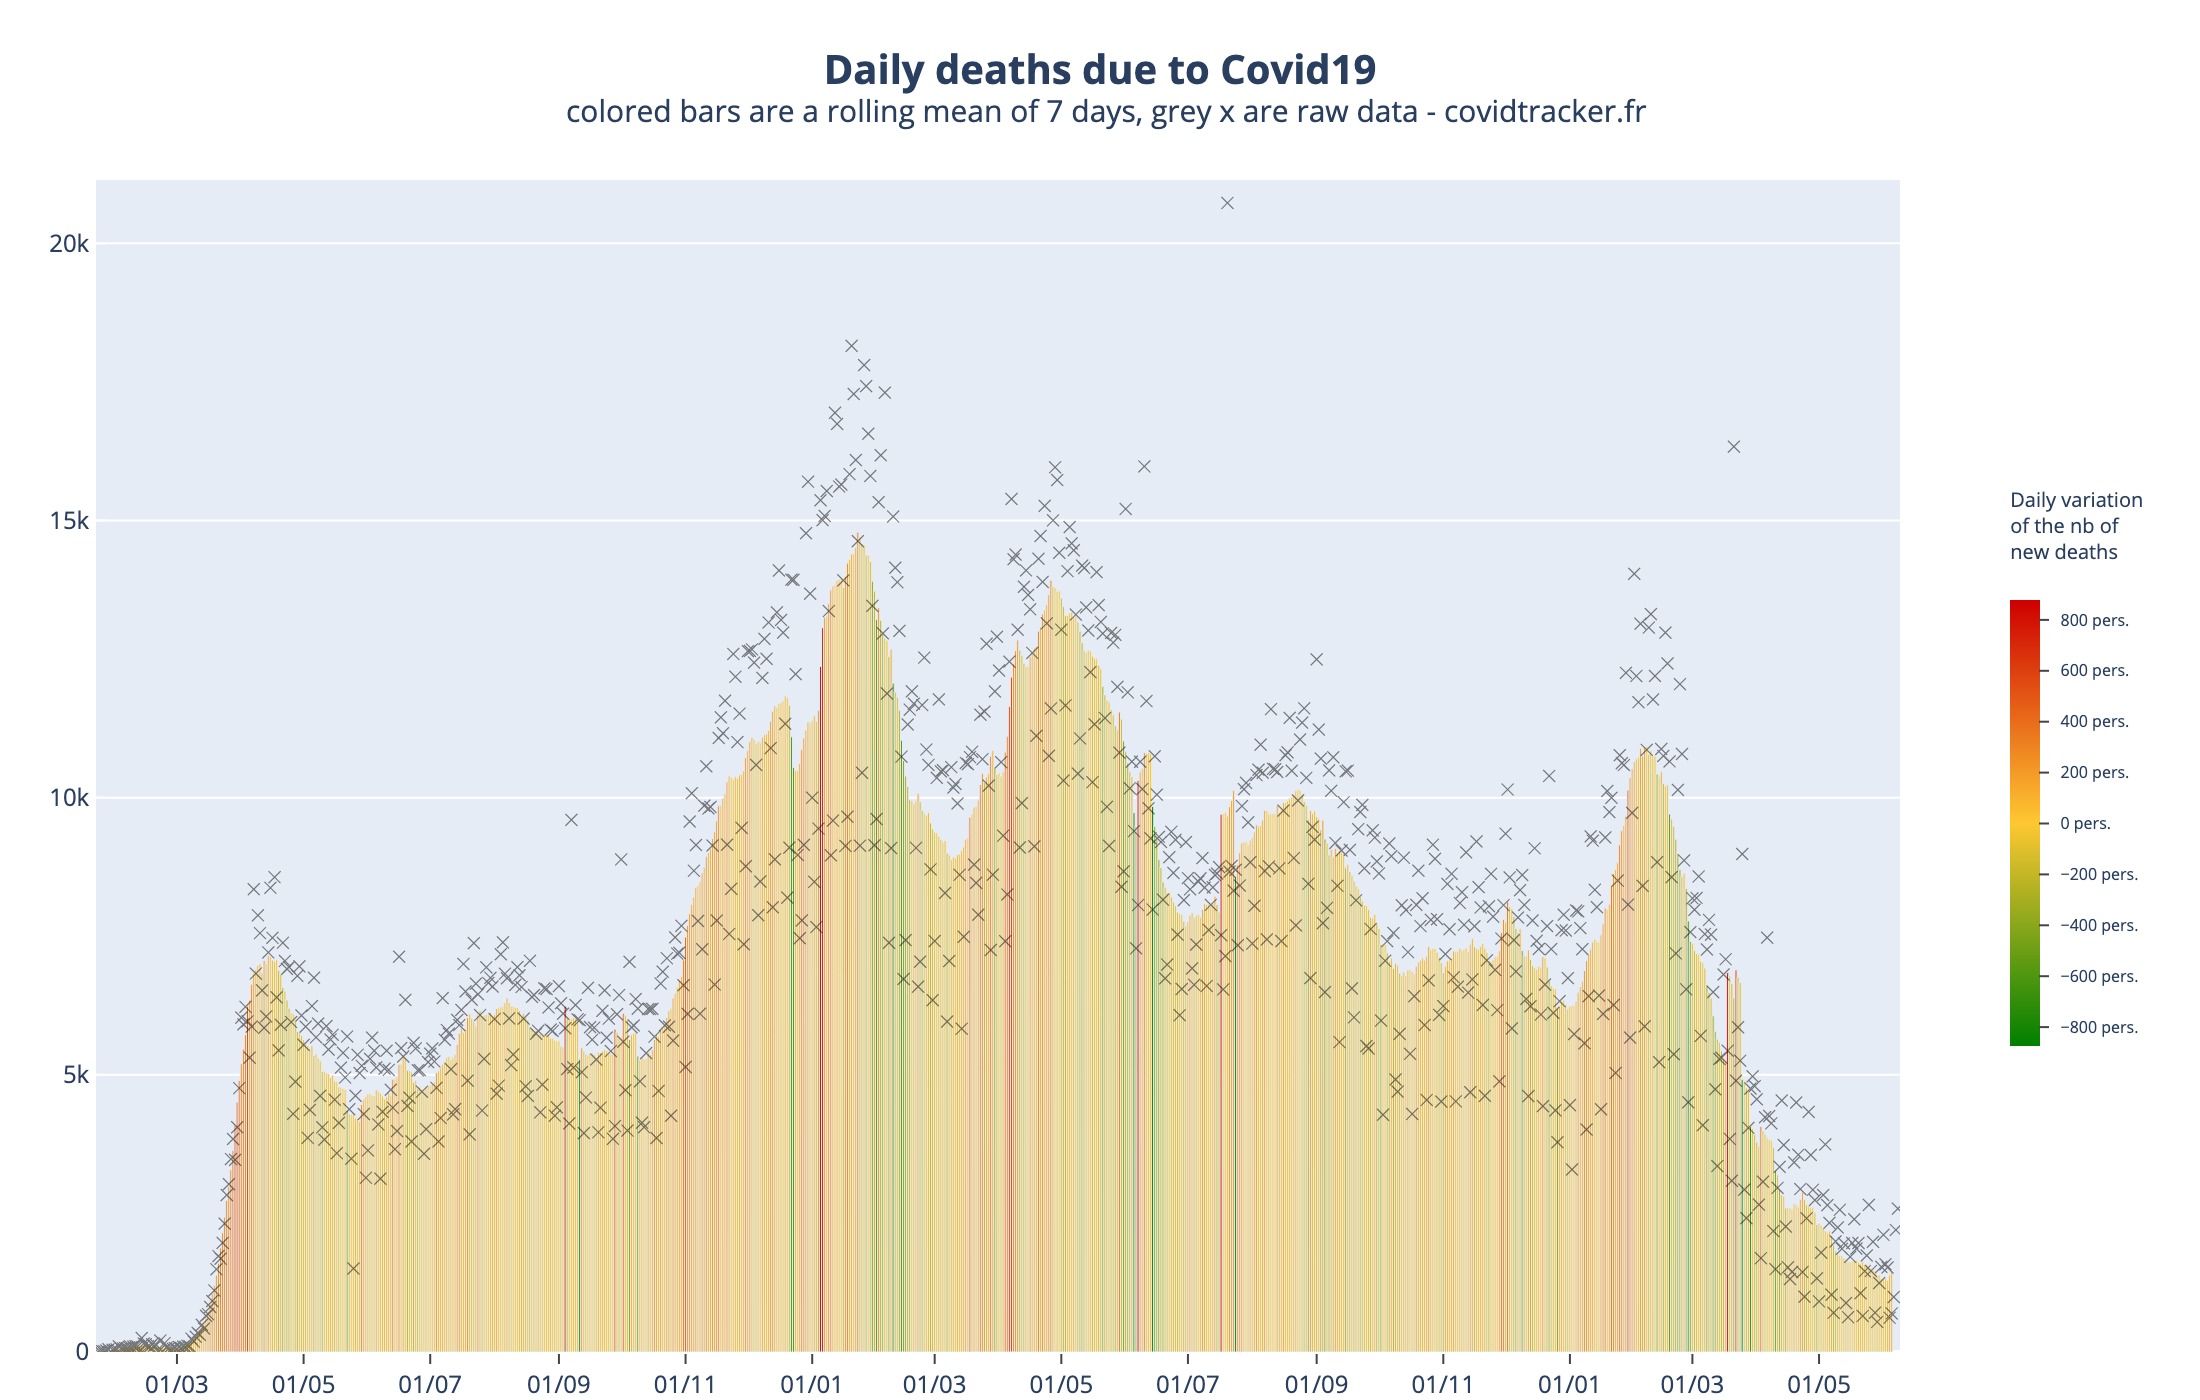 Daily deaths due to Covid19
colored bars are a rolling mean of 7 days, grey x are raw data - covidtracker.fr
20k
15k
10k
5k
0
01/03 01/05 01/07 01/09 01/11 01/01 01/03 01/05 01/07 01/09 01/11 01/01 01/03 01/05
Daily variation
of the nb of
new deaths
800 pers.
600 pers.
400 pers.
200 pers.
0 pers.
−200 pers.
−400 pers.
−600 pers.
−800 pers.